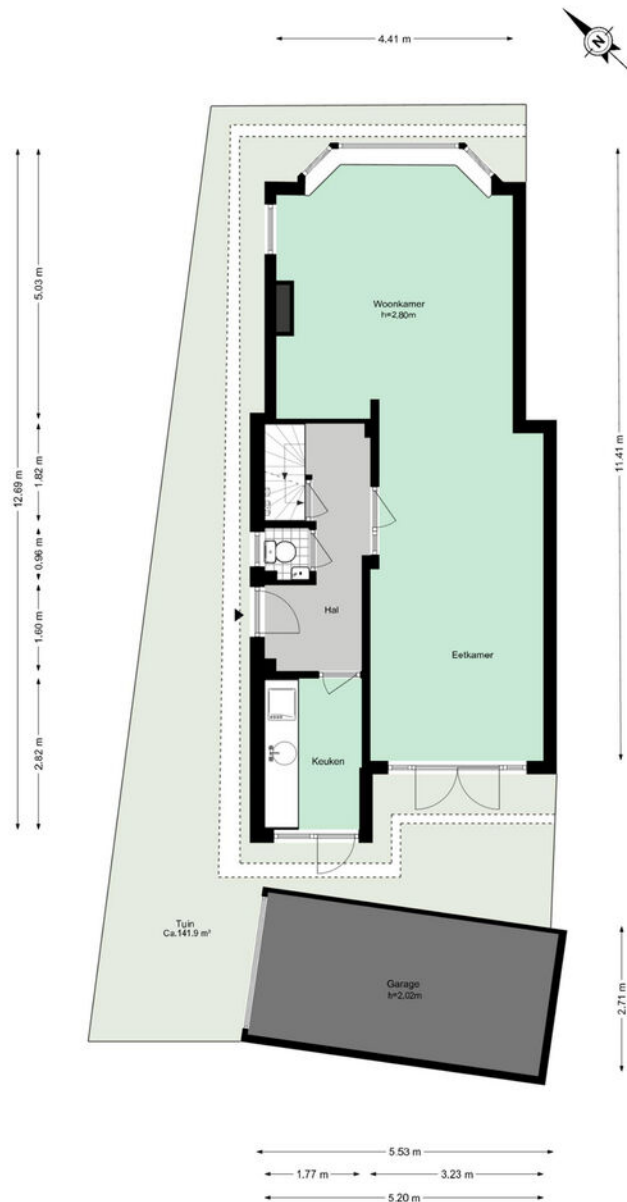 4.41 m
N
5.03 m
12.69 m
1.82 m
0.96 m
1.60 m
2.82 m
11.41 m
2.71 m
Woonkamer
h=2,80m
Hal
Eetkamer
Keuken
Tuin
Ca.141.9 m²
Garage
h=2,02m
5.53 m
1.77 m
3.23 m
5.20 m